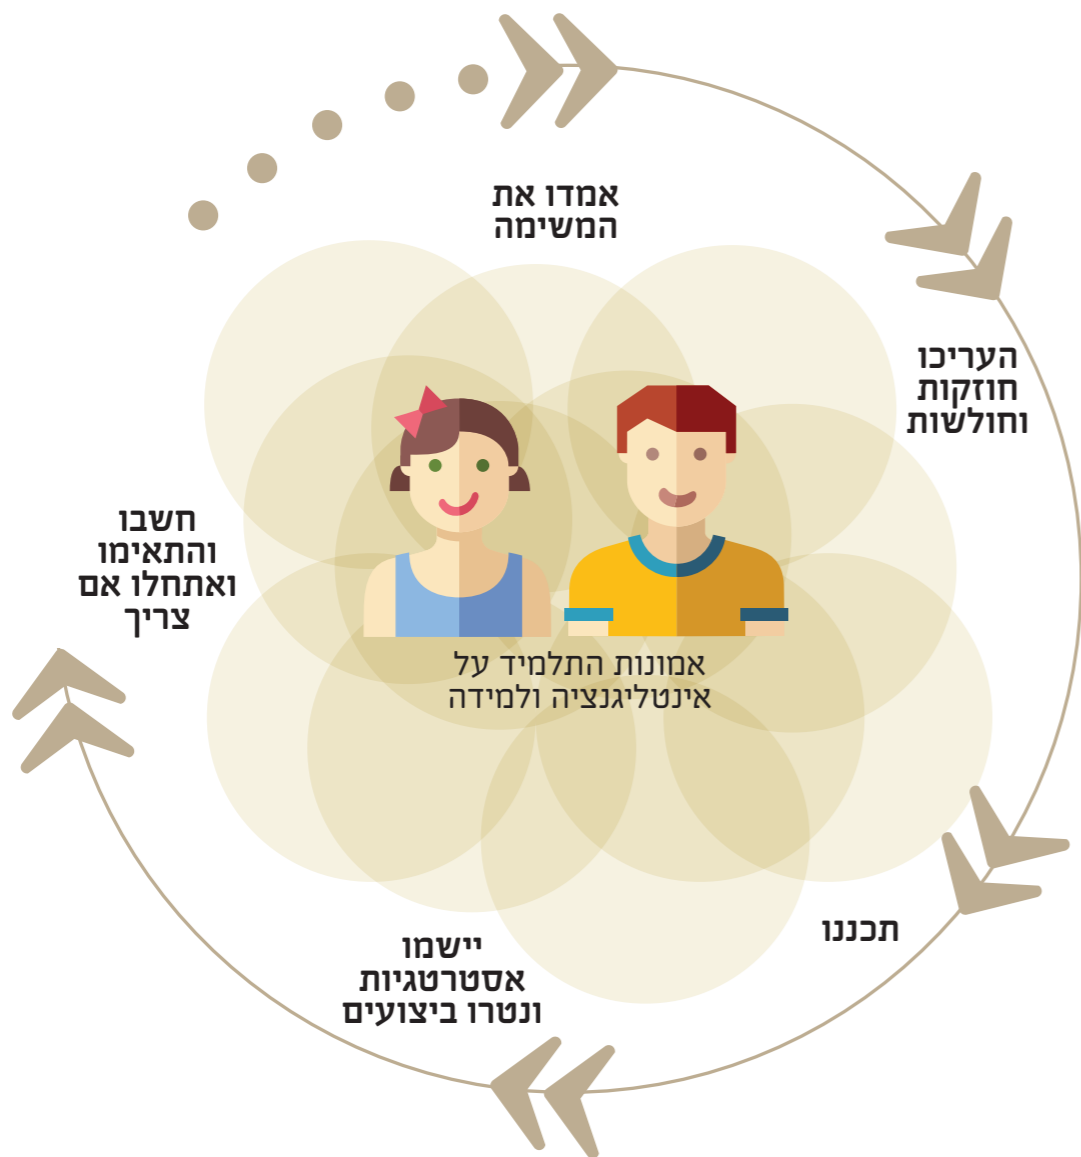 אמדו את
המשימה
העריכו
חוזקות
וחולשות
תכננו
יישמו
אסטרטגיות
ונטרו ביצועים
חשבו
והתאימו
ואתחלו אם
צריך
אמונות התלמיד על
אינטליגנציה ולמידה